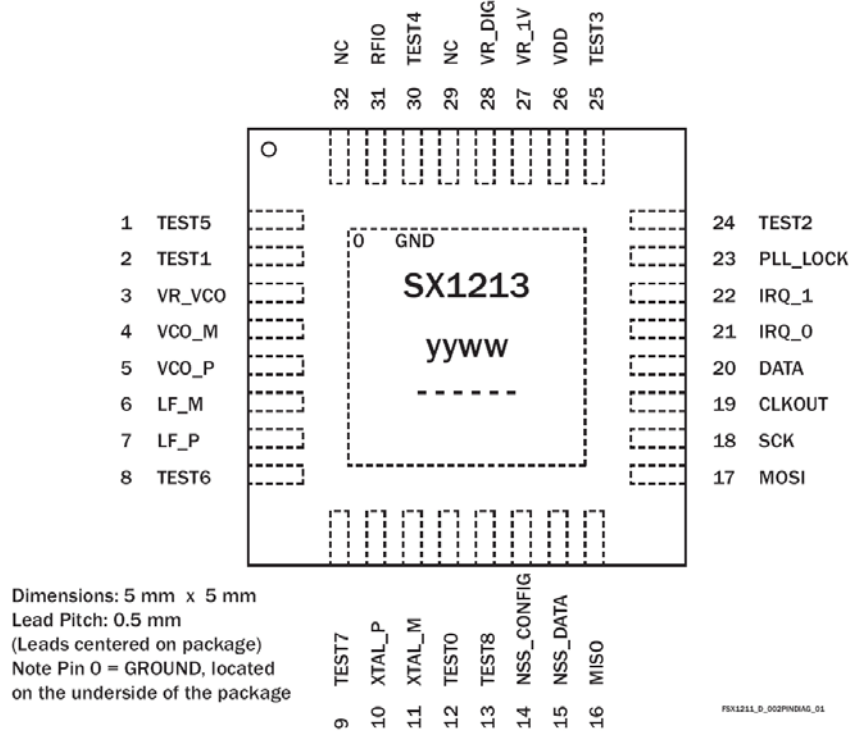 32 NC
31 RFIO
30 TEST4
29 NC
28 VR_DIG
27 VR_1V
26 VDD
25 TEST3
1 TEST5
2 TEST1
3 VR_VCO
4 VCO_M
5 VCO_P
6 LF_M
7 LF_P
8 TEST6
0 GND
SX1213
yyww
- - - - - -
24 TEST2
23 PLL_LOCK
22 IRQ_1
21 IRQ_0
20 DATA
19 CLKOUT
18 SCK
17 MOSI
9 TEST7
10 XTAL_P
11 XTAL_M
12 TEST0
13 TEST8
14 NSS_CONFIG
15 NSS_DATA
16 MISO
Dimensions: 5 mm x 5 mm
Lead Pitch: 0.5 mm
(Leads centered on package)
Note Pin 0 = GROUND, located
on the underside of the package
FSX1211_D_002PINDIAG_01